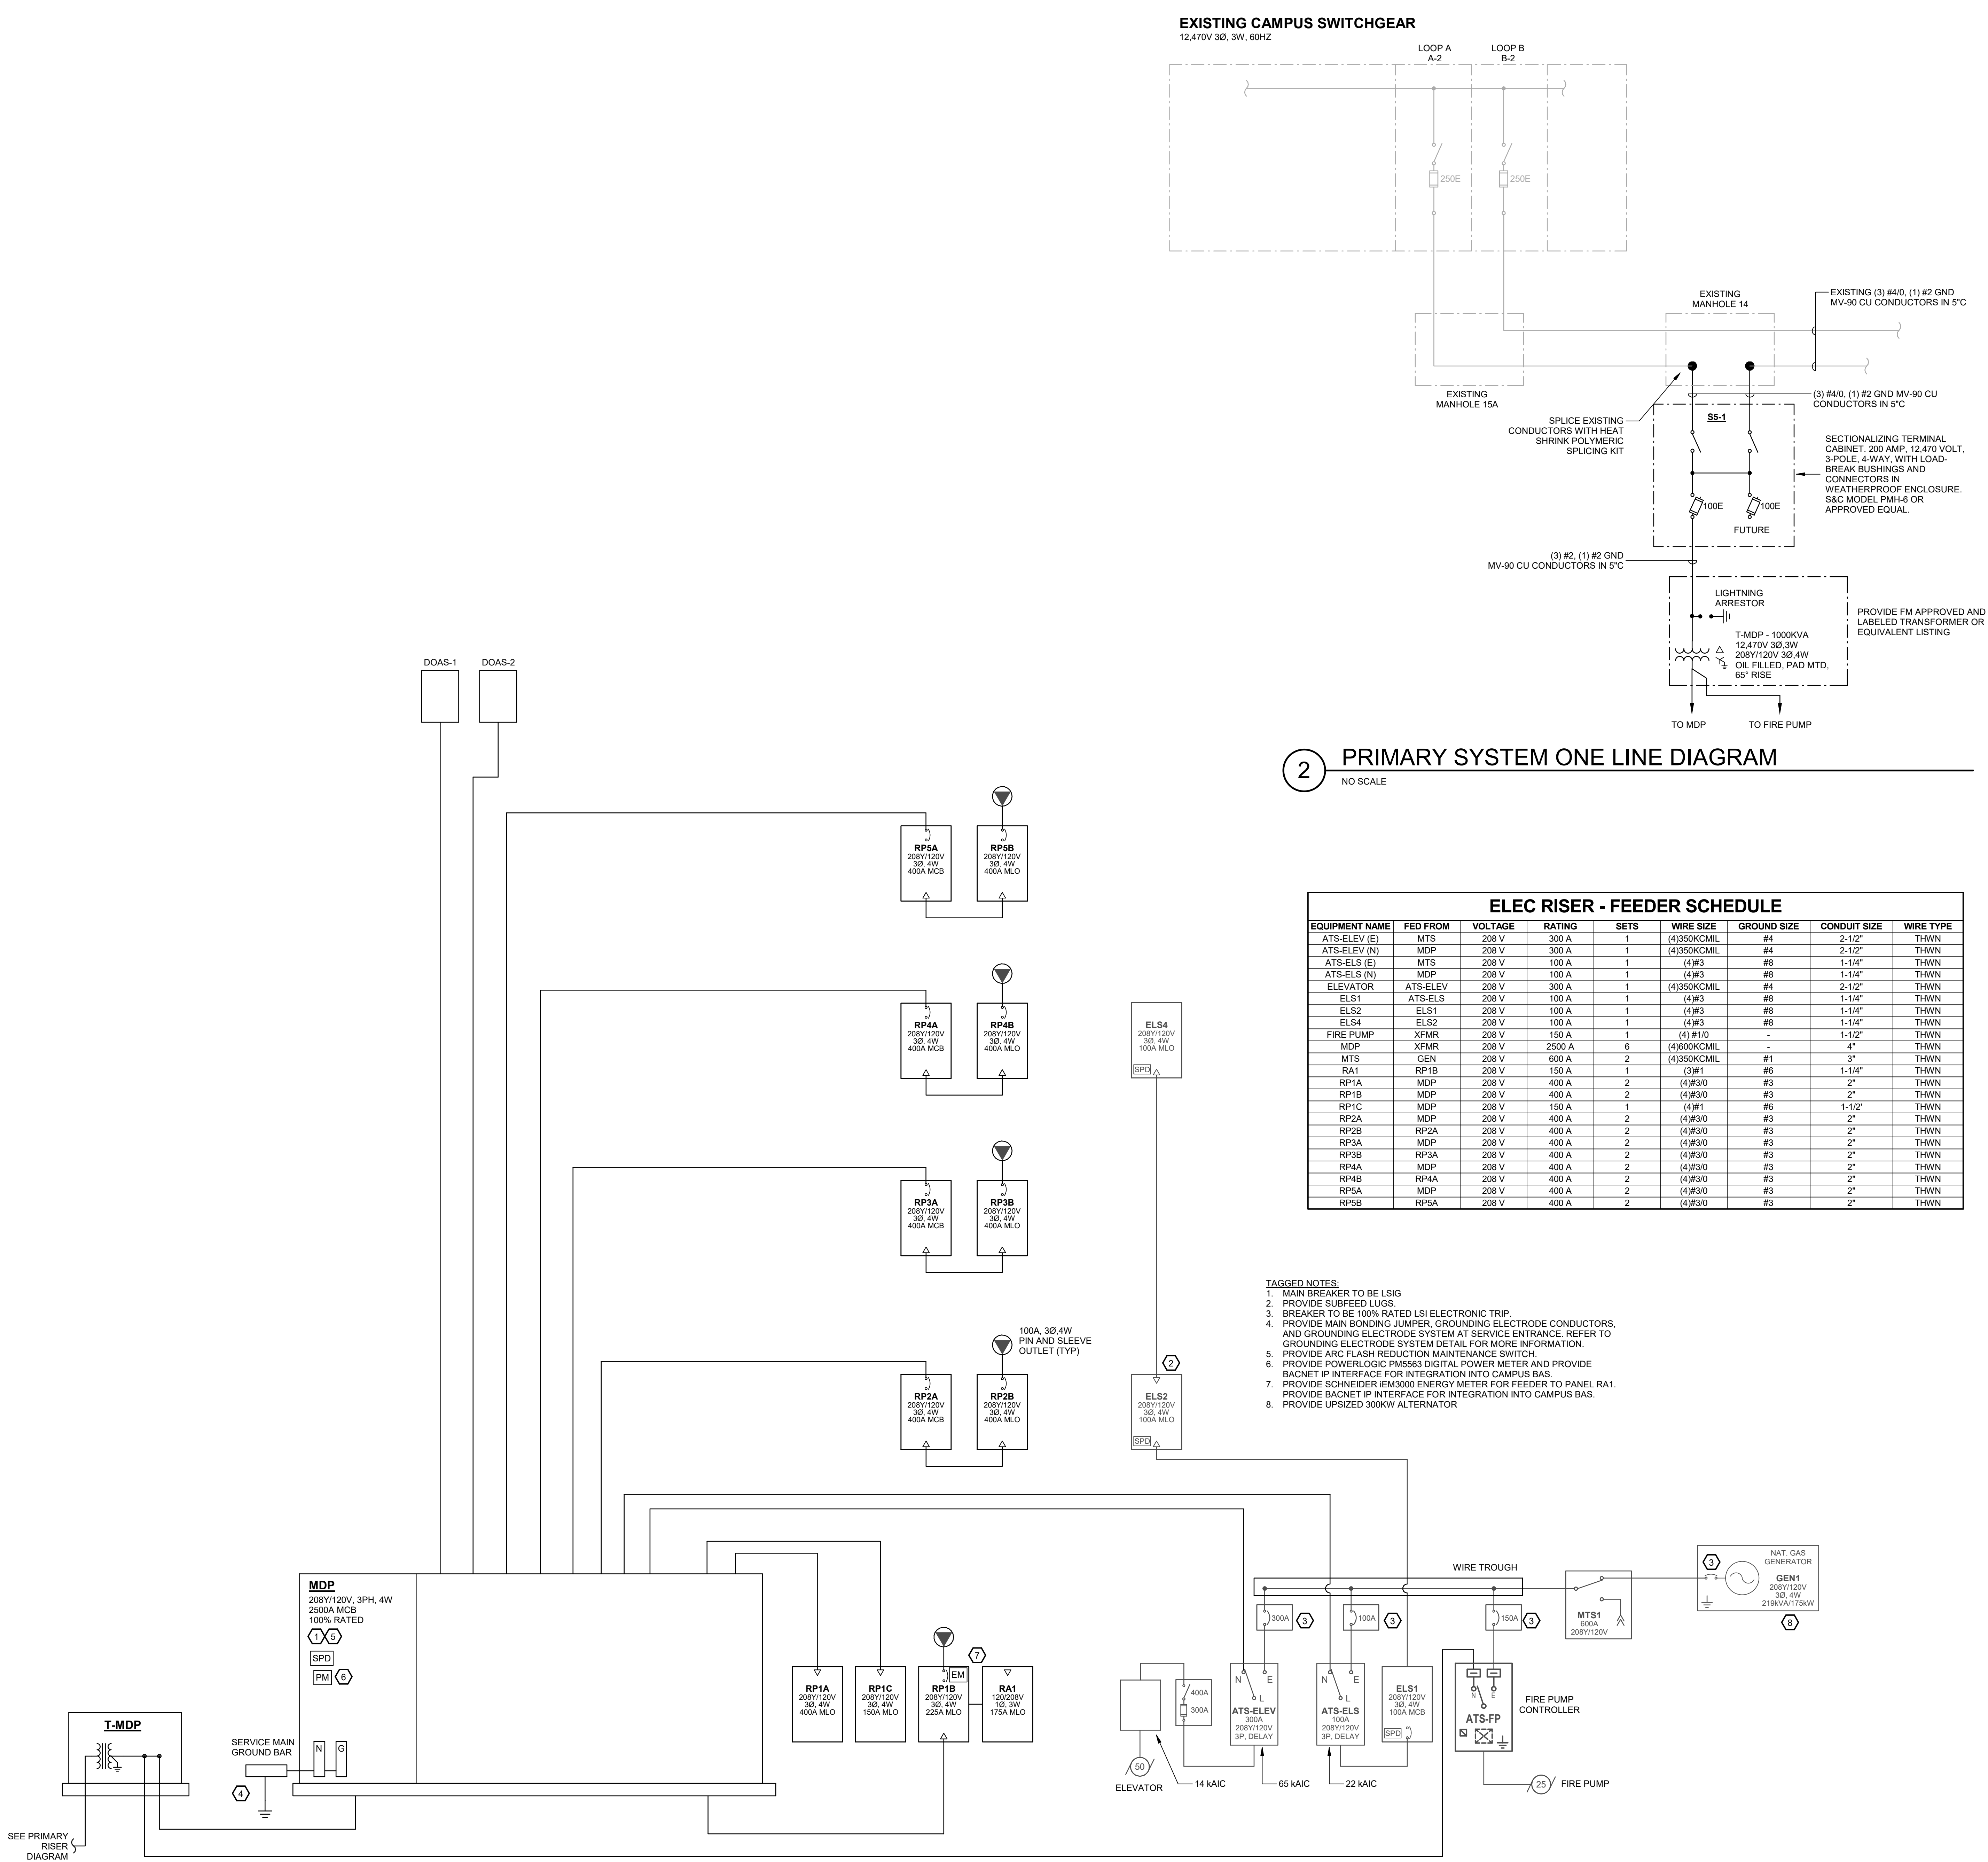 EXISTING CAMPUS SWITCHGEAR
12,470V 3Ø, 3W, 60HZ
LOOP A
A-2
LOOP B
B-2
250E
250E
EXISTING
MANHOLE 14
EXISTING (3) #4/0, (1) #2 GND
MV-90 CU CONDUCTORS IN 5"C
EXISTING
MANHOLE 15A
(3) #4/0, (1) #2 GND MV-90 CU
CONDUCTORS IN 5"C
SPLICE EXISTING
CONDUCTORS WITH HEAT
SHRINK POLYMERIC
SPLICING KIT
S5-1
SECTIONALIZING TERMINAL
CABINET. 200 AMP, 12,470 VOLT,
3-POLE, 4-WAY, WITH LOAD-
BREAK BUSHINGS AND
CONNECTORS IN
WEATHERPROOF ENCLOSURE.
S&C MODEL PMH-6 OR
APPROVED EQUAL.
100E
100E
FUTURE
(3) #2, (1) #2 GND
MV-90 CU CONDUCTORS IN 5"C
LIGHTNING
ARRESTOR
T-MDP - 1000KVA
12,470V 3Ø,3W
208Y/120V 3Ø,4W
OIL FILLED, PAD MTD,
65° RISE
PROVIDE FM APPROVED AND
LABELED TRANSFORMER OR
EQUIVALENT LISTING
TO MDP
TO FIRE PUMP
2
PRIMARY SYSTEM ONE LINE DIAGRAM
NO SCALE
DOAS-1
DOAS-2
RP5A
208Y/120V
3Ø, 4W
400A MCB
RP5B
208Y/120V
3Ø, 4W
400A MLO
RP4A
208Y/120V
3Ø, 4W
400A MCB
RP4B
208Y/120V
3Ø, 4W
400A MLO
ELS4
208Y/120V
3Ø, 4W
100A MLO
SPD
RP3A
208Y/120V
3Ø, 4W
400A MCB
RP3B
208Y/120V
3Ø, 4W
400A MLO
100A, 3Ø,4W
PIN AND SLEEVE
OUTLET (TYP)
RP2A
208Y/120V
3Ø, 4W
400A MCB
RP2B
208Y/120V
3Ø, 4W
400A MLO
2
ELS2
208Y/120V
3Ø, 4W
100A MLO
SPD
ELEC RISER - FEEDER SCHEDULE
EQUIPMENT NAME FED FROM VOLTAGE RATING SETS WIRE SIZE GROUND SIZE CONDUIT SIZE WIRE TYPE
ATS-ELEV (E) MTS 208 V 300 A 1 (4)350KCMIL #4 2-1/2" THWN
ATS-ELEV (N) MDP 208 V 300 A 1 (4)350KCMIL #4 2-1/2" THWN
ATS-ELS (E) MTS 208 V 100 A 1 (4)#3 #8 1-1/4" THWN
ATS-ELS (N) MDP 208 V 100 A 1 (4)#3 #8 1-1/4" THWN
ELEVATOR ATS-ELEV 208 V 300 A 1 (4)350KCMIL #4 2-1/2" THWN
ELS1 ATS-ELS 208 V 100 A 1 (4)#3 #8 1-1/4" THWN
ELS2 ELS1 208 V 100 A 1 (4)#3 #8 1-1/4" THWN
ELS4 ELS2 208 V 100 A 1 (4)#3 #8 1-1/4" THWN
FIRE PUMP XFMR 208 V 150 A 1 (4) #1/0 - 1-1/2" THWN
MDP XFMR 208 V 2500 A 6 (4)600KCMIL - 4" THWN
MTS GEN 208 V 600 A 2 (4)350KCMIL #1 3" THWN
RA1 RP1B 208 V 150 A 1 (3)#1 #6 1-1/4" THWN
RP1A MDP 208 V 400 A 2 (4)#3/0 #3 2" THWN
RP1B MDP 208 V 400 A 2 (4)#3/0 #3 2" THWN
RP1C MDP 208 V 150 A 1 (4)#1 #6 1-1/2' THWN
RP2A MDP 208 V 400 A 2 (4)#3/0 #3 2" THWN
RP2B RP2A 208 V 400 A 2 (4)#3/0 #3 2" THWN
RP3A MDP 208 V 400 A 2 (4)#3/0 #3 2" THWN
RP3B RP3A 208 V 400 A 2 (4)#3/0 #3 2" THWN
RP4A MDP 208 V 400 A 2 (4)#3/0 #3 2" THWN
RP4B RP4A 208 V 400 A 2 (4)#3/0 #3 2" THWN
RP5A MDP 208 V 400 A 2 (4)#3/0 #3 2" THWN
RP5B RP5A 208 V 400 A 2 (4)#3/0 #3 2" THWN
TAGGED NOTES:
1. MAIN BREAKER TO BE LSIG
2. PROVIDE SUBFEED LUGS.
3. BREAKER TO BE 100% RATED LSI ELECTRONIC TRIP.
4. PROVIDE MAIN BONDING JUMPER, GROUNDING ELECTRODE CONDUCTORS,
AND GROUNDING ELECTRODE SYSTEM AT SERVICE ENTRANCE. REFER TO
GROUNDING ELECTRODE SYSTEM DETAIL FOR MORE INFORMATION.
5. PROVIDE ARC FLASH REDUCTION MAINTENANCE SWITCH.
6. PROVIDE POWERLOGIC PM5563 DIGITAL POWER METER AND PROVIDE
BACNET IP INTERFACE FOR INTEGRATION INTO CAMPUS BAS.
7. PROVIDE SCHNEIDER iEM3000 ENERGY METER FOR FEEDER TO PANEL RA1.
PROVIDE BACNET IP INTERFACE FOR INTEGRATION INTO CAMPUS BAS.
8. PROVIDE UPSIZED 300KW ALTERNATOR
MDP
208Y/120V, 3PH, 4W
2500A MCB
100% RATED
1 5
SPD
PM 6
N G
SERVICE MAIN
GROUND BAR
4
T-MDP
SEE PRIMARY
RISER
DIAGRAM
RP1A
208Y/120V
3Ø, 4W
400A MLO
RP1C
208Y/120V
3Ø, 4W
150A MLO
EM
7
RP1B
208Y/120V
3Ø, 4W
225A MLO
RA1
120/208V
1Ø, 3W
175A MLO
WIRE TROUGH
300A 3
100A 3
150A 3
400A
300A
50
ELEVATOR
14 kAIC
N E
L
ATS-ELEV
300A
208Y/120V
3P, DELAY
65 kAIC
N E
L
ATS-ELS
100A
208Y/120V
3P, DELAY
22 kAIC
ELS1
208Y/120V
3Ø, 4W
100A MCB
SPD
N E
ATS-FP
FIRE PUMP
CONTROLLER
25
FIRE PUMP
MTS1
600A
208Y/120V
3
NAT. GAS
GENERATOR
GEN1
208Y/120V
3Ø, 4W
219kVA/175kW
8